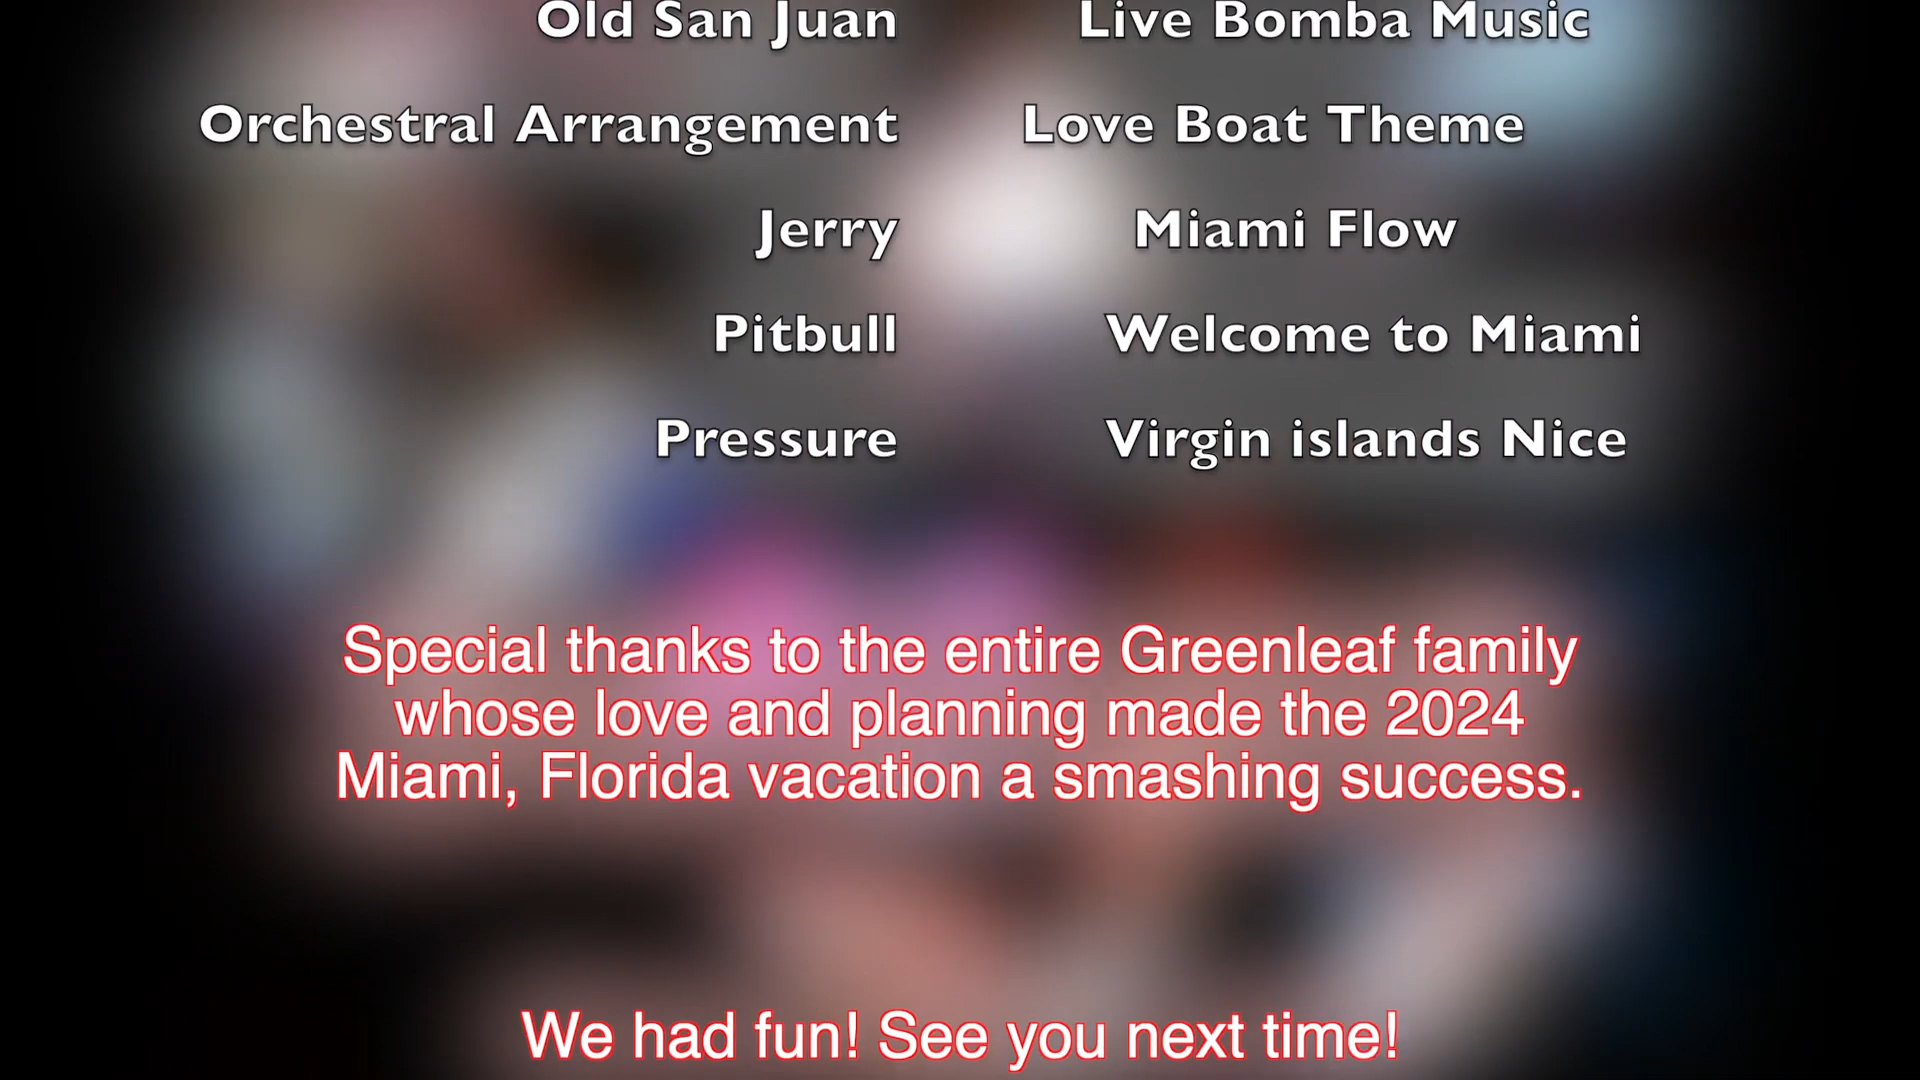 Old San Juan Live Bomba Music
Orchestral Arrangement Love Boat Theme
Jerry Miami Flow
Pitbull Welcome to Miami
Pressure Virgin islands Nice
Special thanks to the entire Greenleaf family
whose love and planning made the 2024
Miami, Florida vacation a smashing success.
We had fun! See you next time!